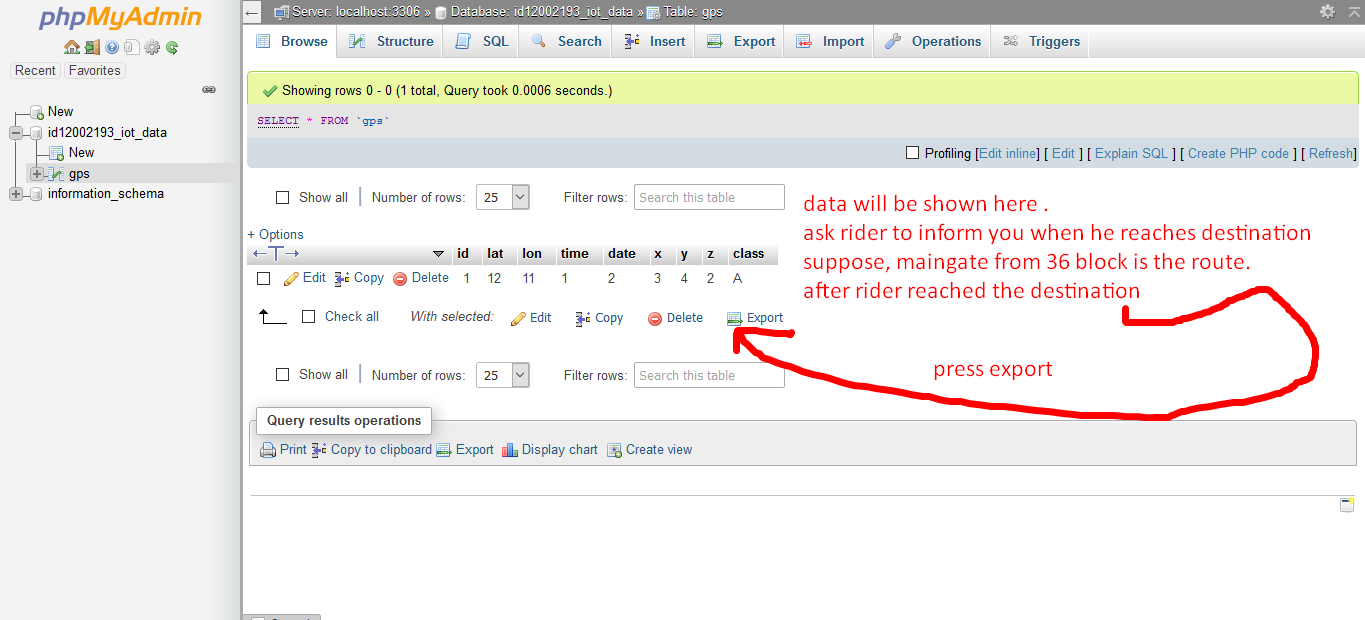 phpMyAdmin
Recent Favorites
New
id12002193_iot_data
New
gps
information_schema
Server: localhost:3306 » Database: id12002193_iot_data » Table: gps
Browse Structure SQL Search Insert Export Import Operations Triggers
Showing rows 0 - 0 (1 total, Query took 0.0006 seconds.)
SELECT * FROM `gps`
Profiling [Edit inline] [ Edit ] [ Explain SQL ] [ Create PHP code ] [ Refresh]
Show all Number of rows: 25 Filter rows: Search this table
data will be shown here .
ask rider to inform you when he reaches destination
suppose, maingate from 36 block is the route.
after rider reached the destination
+ Options
←T→ id lat lon time date x y z class
Edit Copy Delete 1 12 11 1 2 3 4 2 A
Check all With selected: Edit Copy Delete Export
press export
Show all Number of rows: 25 Filter rows: Search this table
Query results operations
Print Copy to clipboard Export Display chart Create view